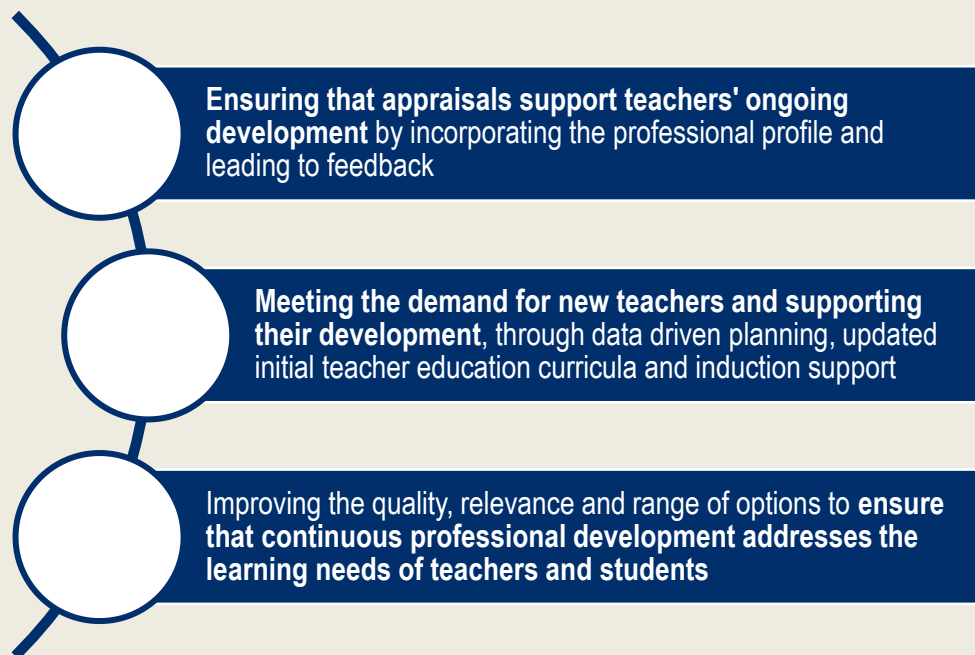 Ensuring that appraisals support teachers' ongoing
development by incorporating the professional profile and
leading to feedback
Meeting the demand for new teachers and supporting
their development, through data driven planning, updated
initial teacher education curricula and induction support
Improving the quality, relevance and range of options to ensure
that continuous professional development addresses the
learning needs of teachers and students